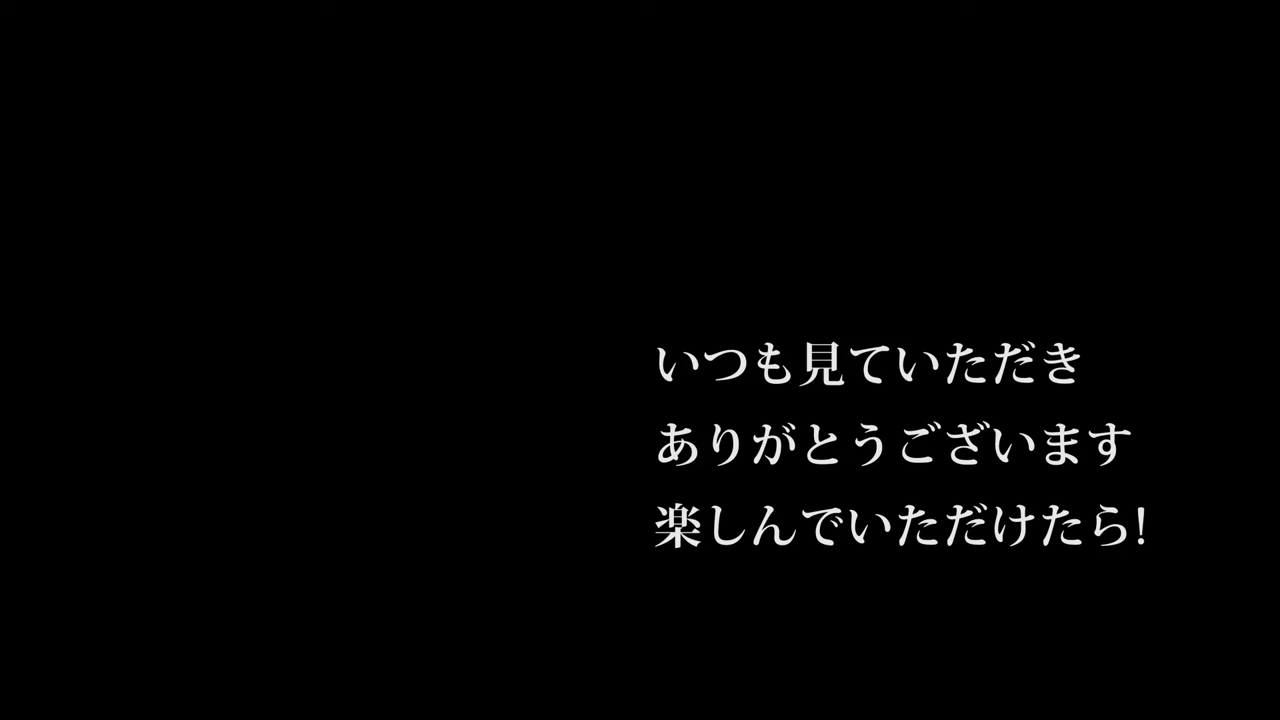 いつも見ていただき
ありがとうございます
楽しんでいただけたら!